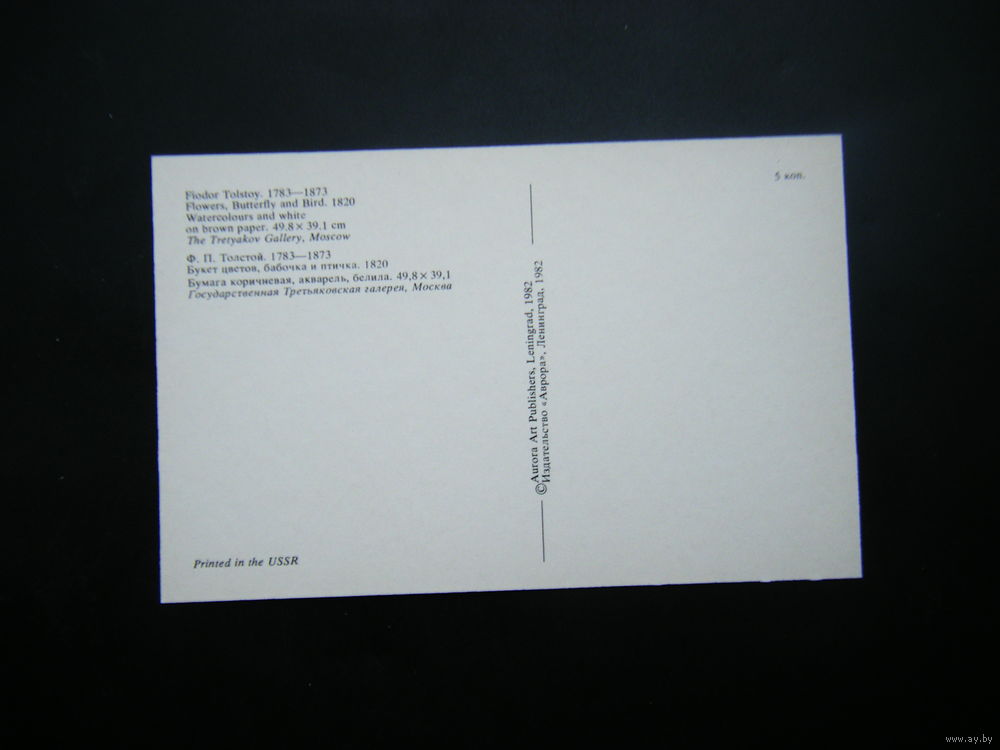 Fiodor Tolstoy. 1783—1873
Flowers, Butterfly and Bird. 1820
Watercolours and white
on brown paper. 49.8 × 39.1 cm
The Tretyakov Gallery, Moscow
Ф. П. Толстой. 1783—1873
Букет цветов, бабочка и птичка. 1820
Бумага коричневая, акварель, белила. 49,8 × 39,1
Государственная Третьяковская галерея, Москва
Printed in the USSR
© Aurora Art Publishers, Leningrad, 1982
Издательство «Аврора», Ленинград, 1982
5 коп.
www.ay.by